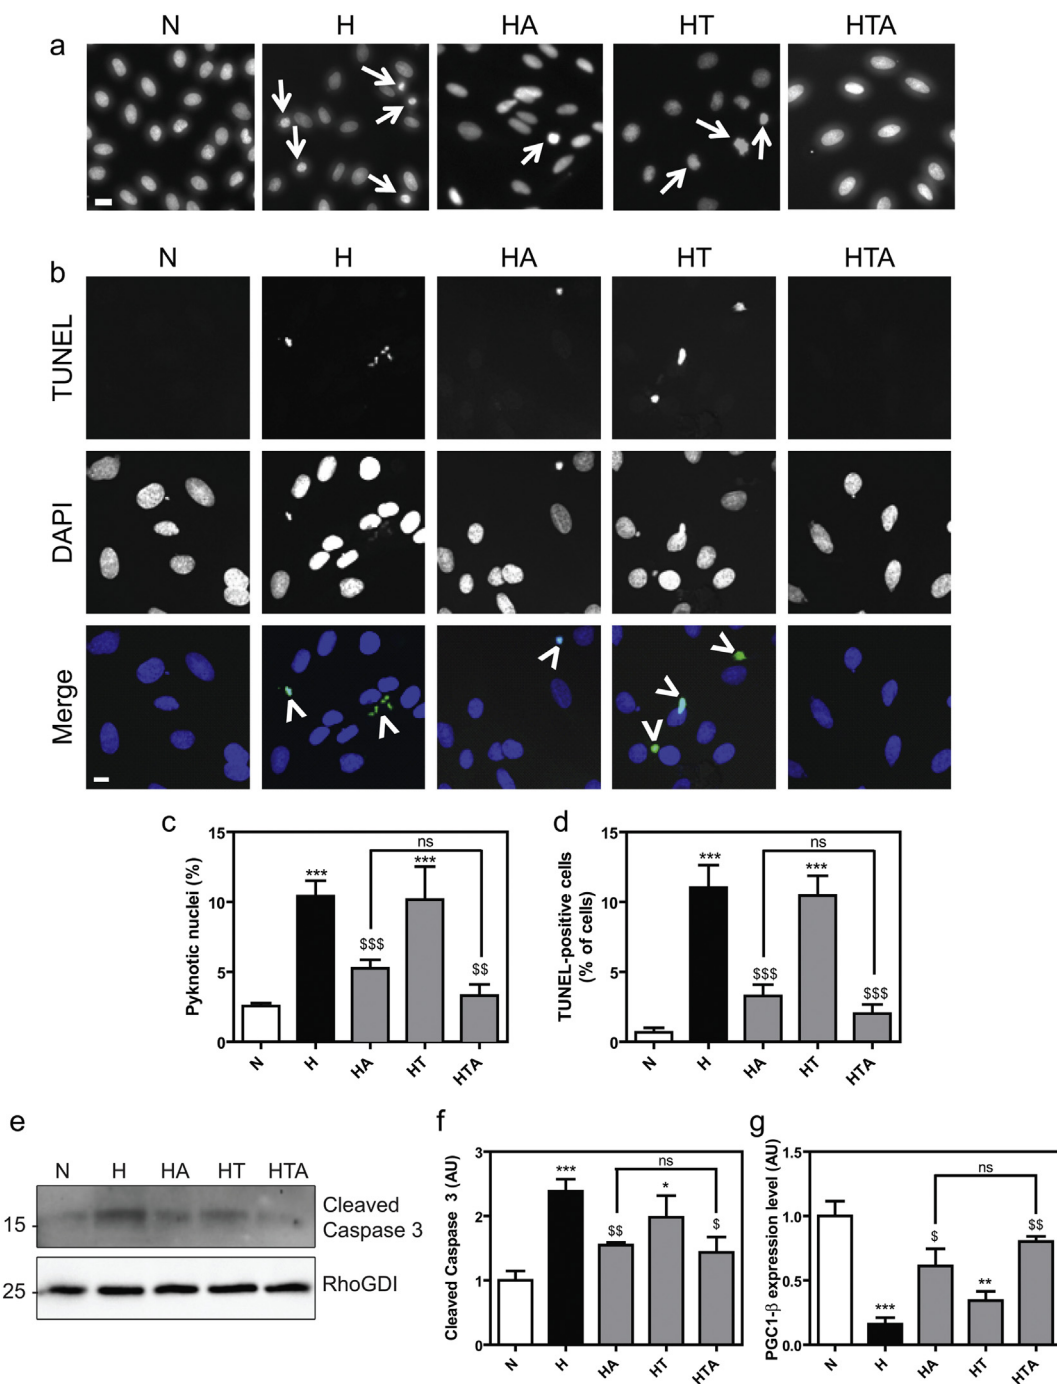 N H HA HT HTA
a
N H HA HT HTA
b
TUNEL
DAPI
Merge
c
Pyknotic nuclei (%)
15
10
5
0
***
$$$
***
$$
ns
N H HA HT HTA
d
TUNEL-positive cells
(% of cells)
15
10
5
0
***
$$$
***
$$$
ns
N H HA HT HTA
e
N H HA HT HTA
15
Cleaved
Caspase 3
25
RhoGDI
f
Cleaved Caspase 3 (AU)
3
2
1
0
***
$$
*
$
ns
N H HA HT HTA
g
PGC1-β expression level (AU)
1.5
1.0
0.5
0.0
***
$
**
$$
ns
N H HA HT HTA